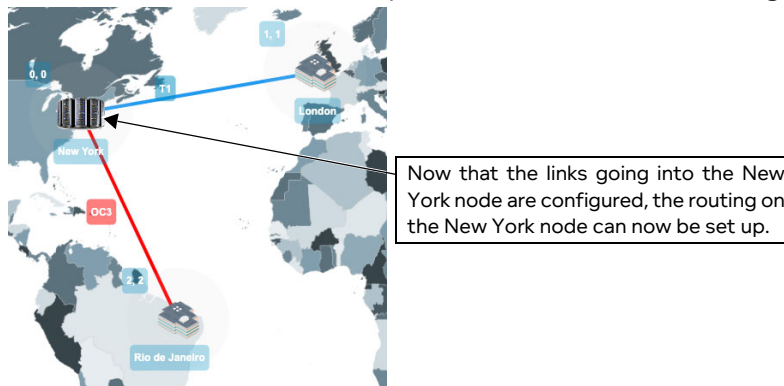 1, 1
0, 0
T1
London
New York
Now that the links going into the New
York node are configured, the routing on
the New York node can now be set up.
OC3
2, 2
Rio de Janeiro